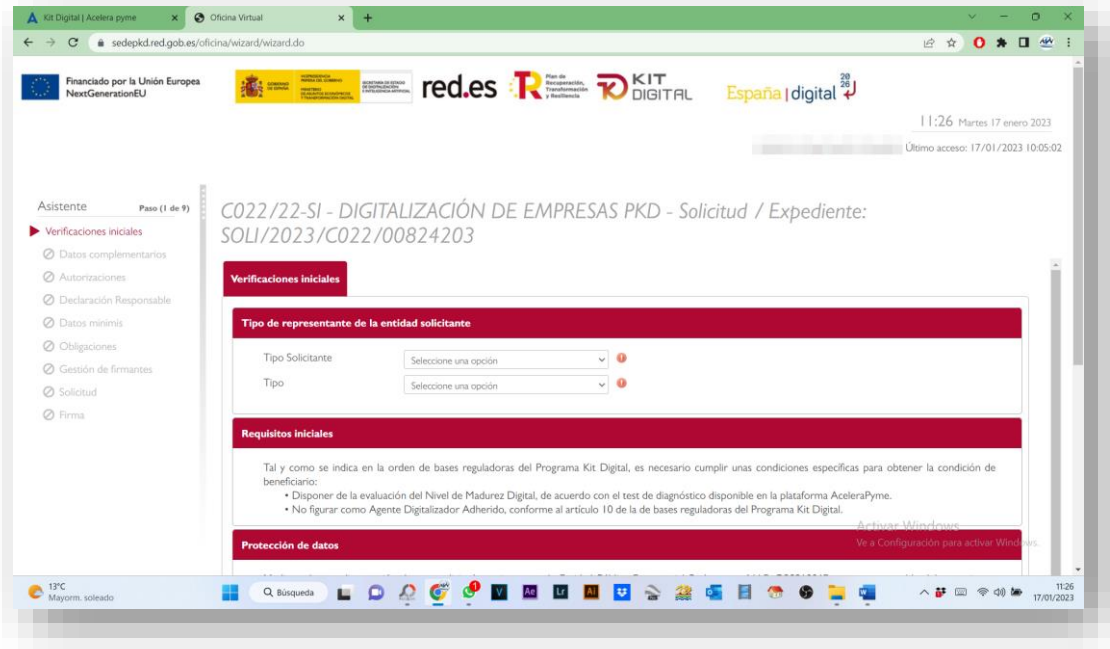 Kit Digital | Acelera pyme
Oficina Virtual
sedepkd.red.gob.es/oficina/wizard/wizard.do
Financiado por la Unión Europea
NextGenerationEU
GOBIERNO
DE ESPAÑA
red.es
Plan de
Recuperación,
Transformación
y Resiliencia
KIT
DIGITAL
España | digital 2026
11:26 Martes 17 enero 2023
Último acceso: 17/01/2023 10:05:02
Asistente Paso (1 de 9)
Verificaciones iniciales
Datos complementarios
Autorizaciones
Declaración Responsable
Datos minimis
Obligaciones
Gestión de firmantes
Solicitud
Firma
C022/22-SI - DIGITALIZACIÓN DE EMPRESAS PKD - Solicitud / Expediente:
SOLI/2023/C022/00824203
Verificaciones iniciales
Tipo de representante de la entidad solicitante
Tipo Solicitante Seleccione una opción
Tipo Seleccione una opción
Requisitos iniciales
Tal y como se indica en la orden de bases reguladoras del Programa Kit Digital, es necesario cumplir unas condiciones específicas para obtener la condición de
beneficiario:
• Disponer de la evaluación del Nivel de Madurez Digital, de acuerdo con el test de diagnóstico disponible en la plataforma AceleraPyme.
• No figurar como Agente Digitalizador Adherido, conforme al artículo 10 de la de bases reguladoras del Programa Kit Digital.
Activar Windows
Ve a Configuración para activar Windows.
Protección de datos
13°C
Mayorm. soleado
Búsqueda
11:26
17/01/2023